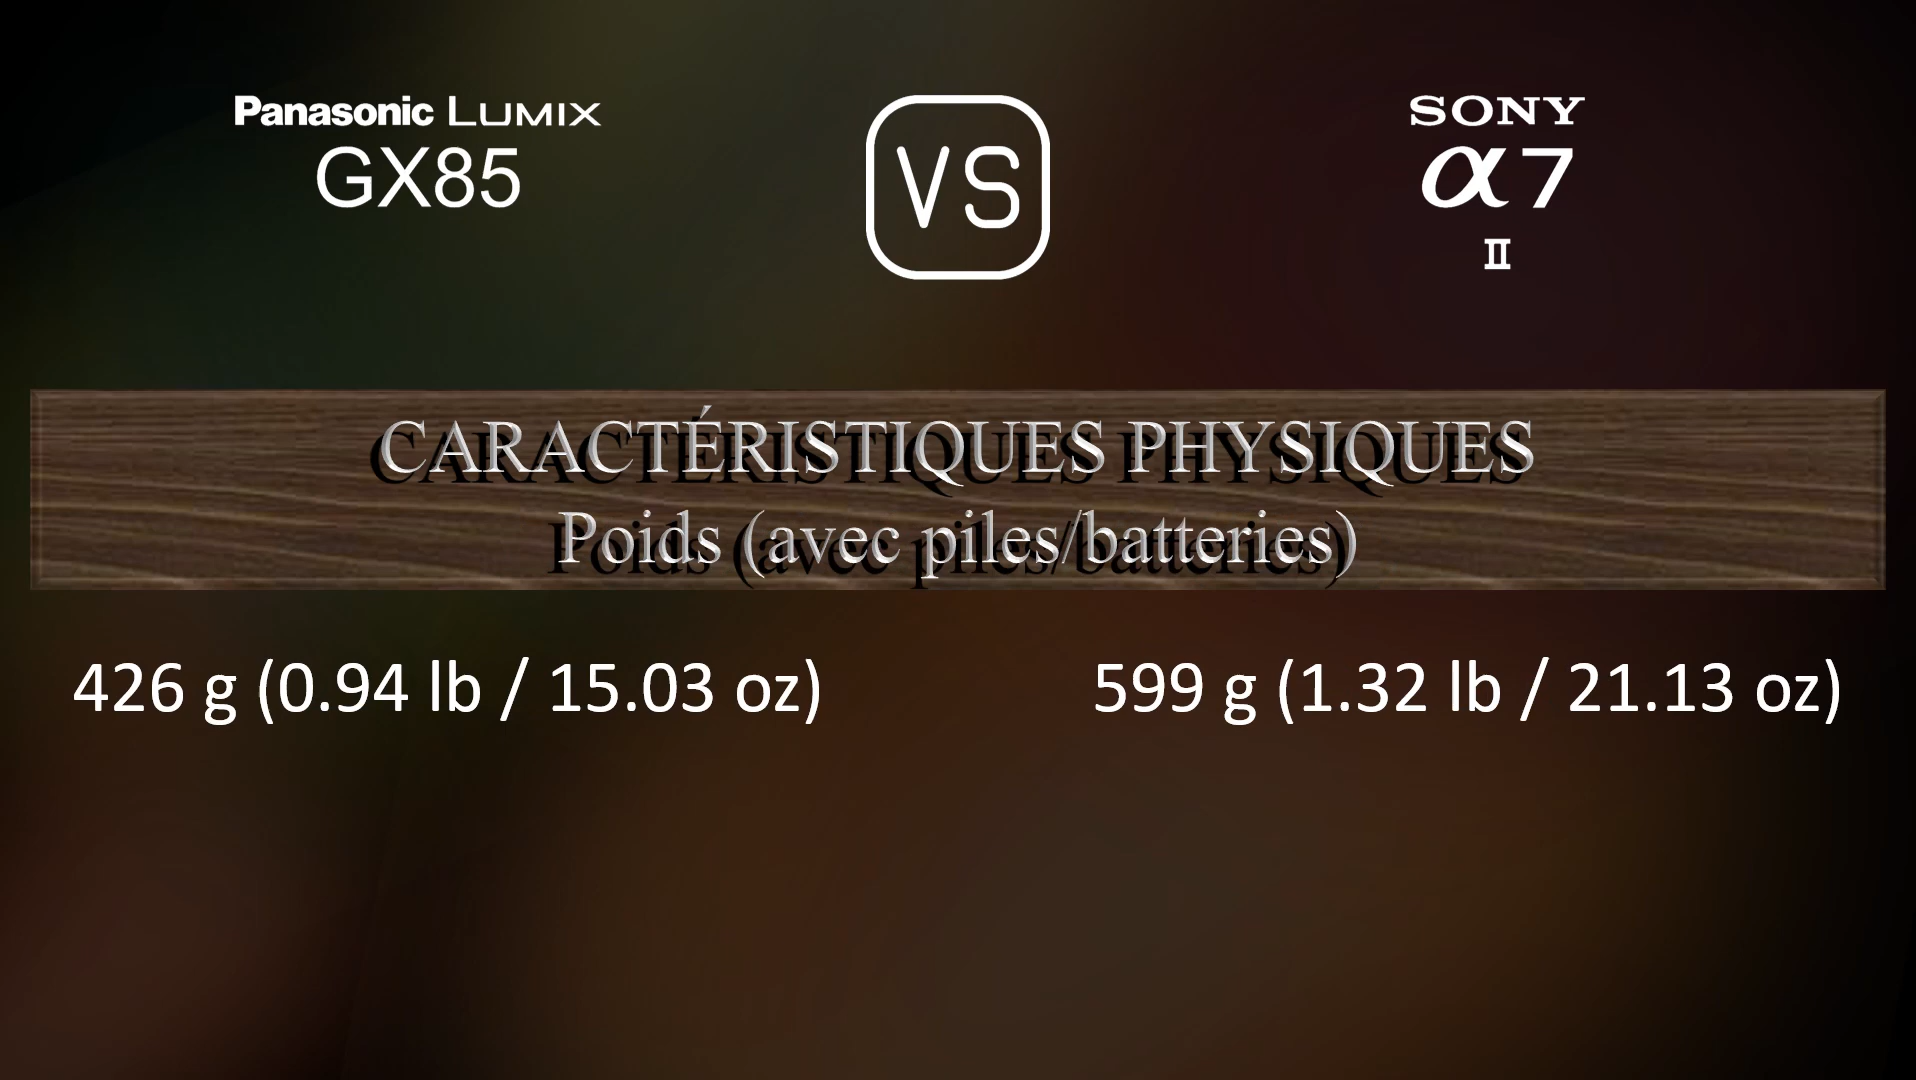 Panasonic LUMIX
GX85
VS
SONY
α7
II
CARACTÉRISTIQUES PHYSIQUES
Poids (avec piles/batteries)
426 g (0.94 lb / 15.03 oz)
599 g (1.32 lb / 21.13 oz)